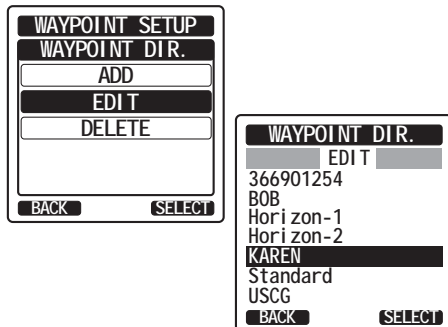 WAYPOINT SETUP
WAYPOINT DIR.
ADD
EDIT
DELETE
BACK SELECT
WAYPOINT DIR.
EDIT
366901254
BOB
Horizon-1
Horizon-2
KAREN
Standard
USCG
BACK SELECT